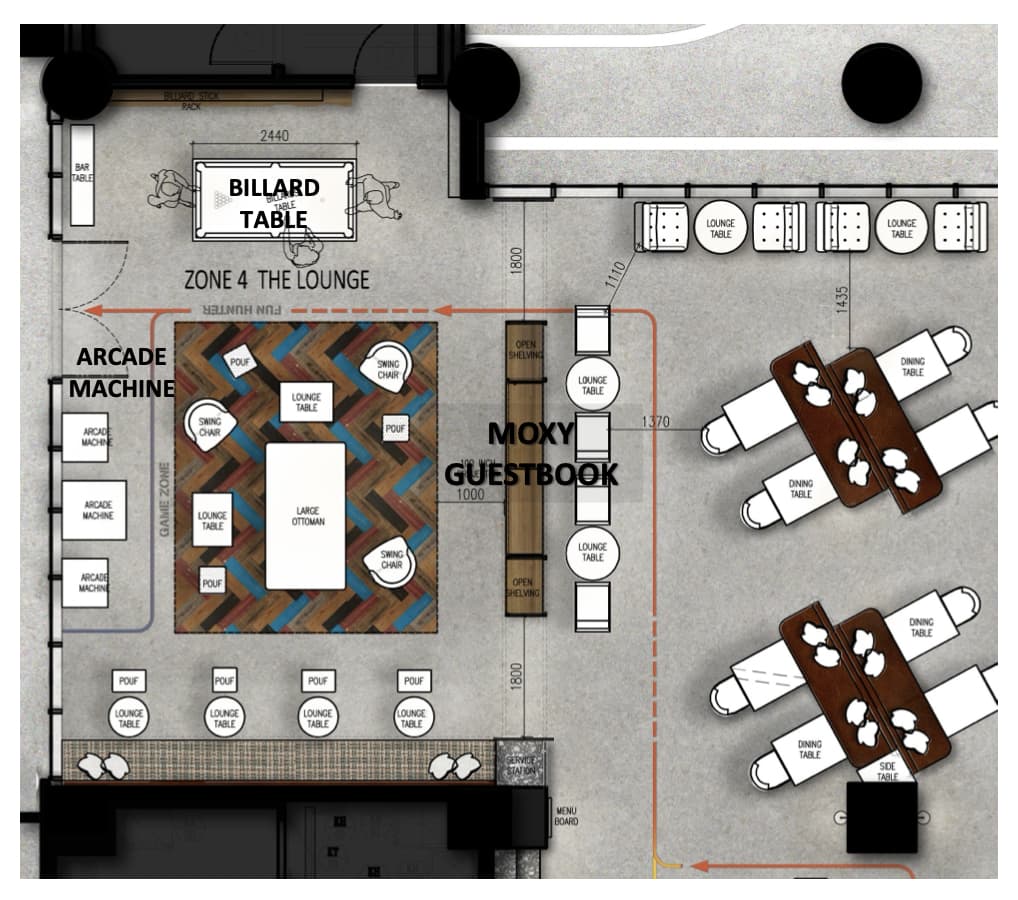 BILLIARD STICK
RACK
2440
BAR
TABLE
BILLARD
TABLE
ZONE 4 THE LOUNGE
FUN HUNTER
1800
1110
LOUNGE
TABLE
LOUNGE
TABLE
1435
ARCADE
MACHINE
POUF
SWING
CHAIR
LOUNGE
TABLE
SWING
CHAIR
POUF
OPEN
SHELVING
LOUNGE
TABLE
DINING
TABLE
1370
MOXY
GUESTBOOK
1000
ARCADE
MACHINE
ARCADE
MACHINE
ARCADE
MACHINE
GAME ZONE
LOUNGE
TABLE
LARGE
OTTOMAN
DINING
TABLE
SWING
CHAIR
POUF
OPEN
SHELVING
LOUNGE
TABLE
1800
POUF
POUF
POUF
POUF
LOUNGE
TABLE
LOUNGE
TABLE
LOUNGE
TABLE
LOUNGE
TABLE
DINING
TABLE
DINING
TABLE
SIDE
TABLE
SERVICE
STATION
MENU
BOARD